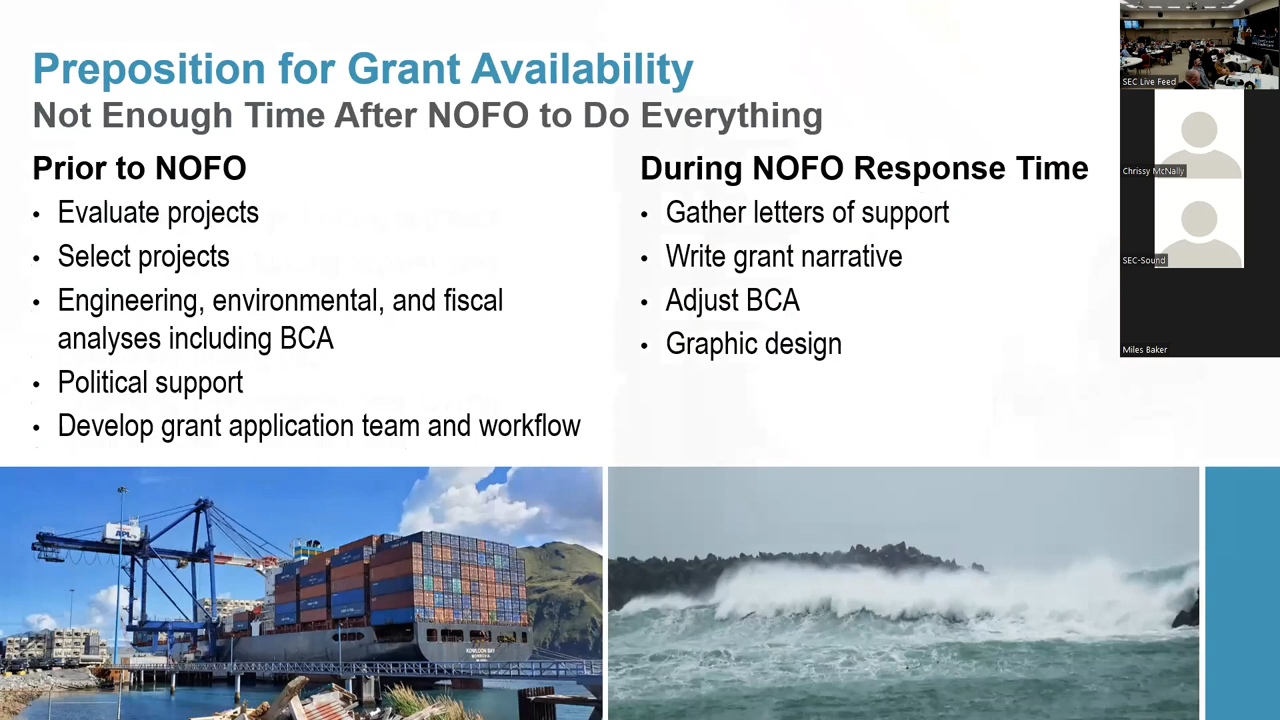 Preposition for Grant Availability
Not Enough Time After NOFO to Do Everything
Prior to NOFO
• Evaluate projects
• Select projects
• Engineering, environmental, and fiscal
analyses including BCA
• Political support
• Develop grant application team and workflow
During NOFO Response Time
• Gather letters of support
• Write grant narrative
• Adjust BCA
• Graphic design
SEC Live Feed
Chrissy McNally
SEC-Sound
Miles Baker
APL
KOWLOON BAY